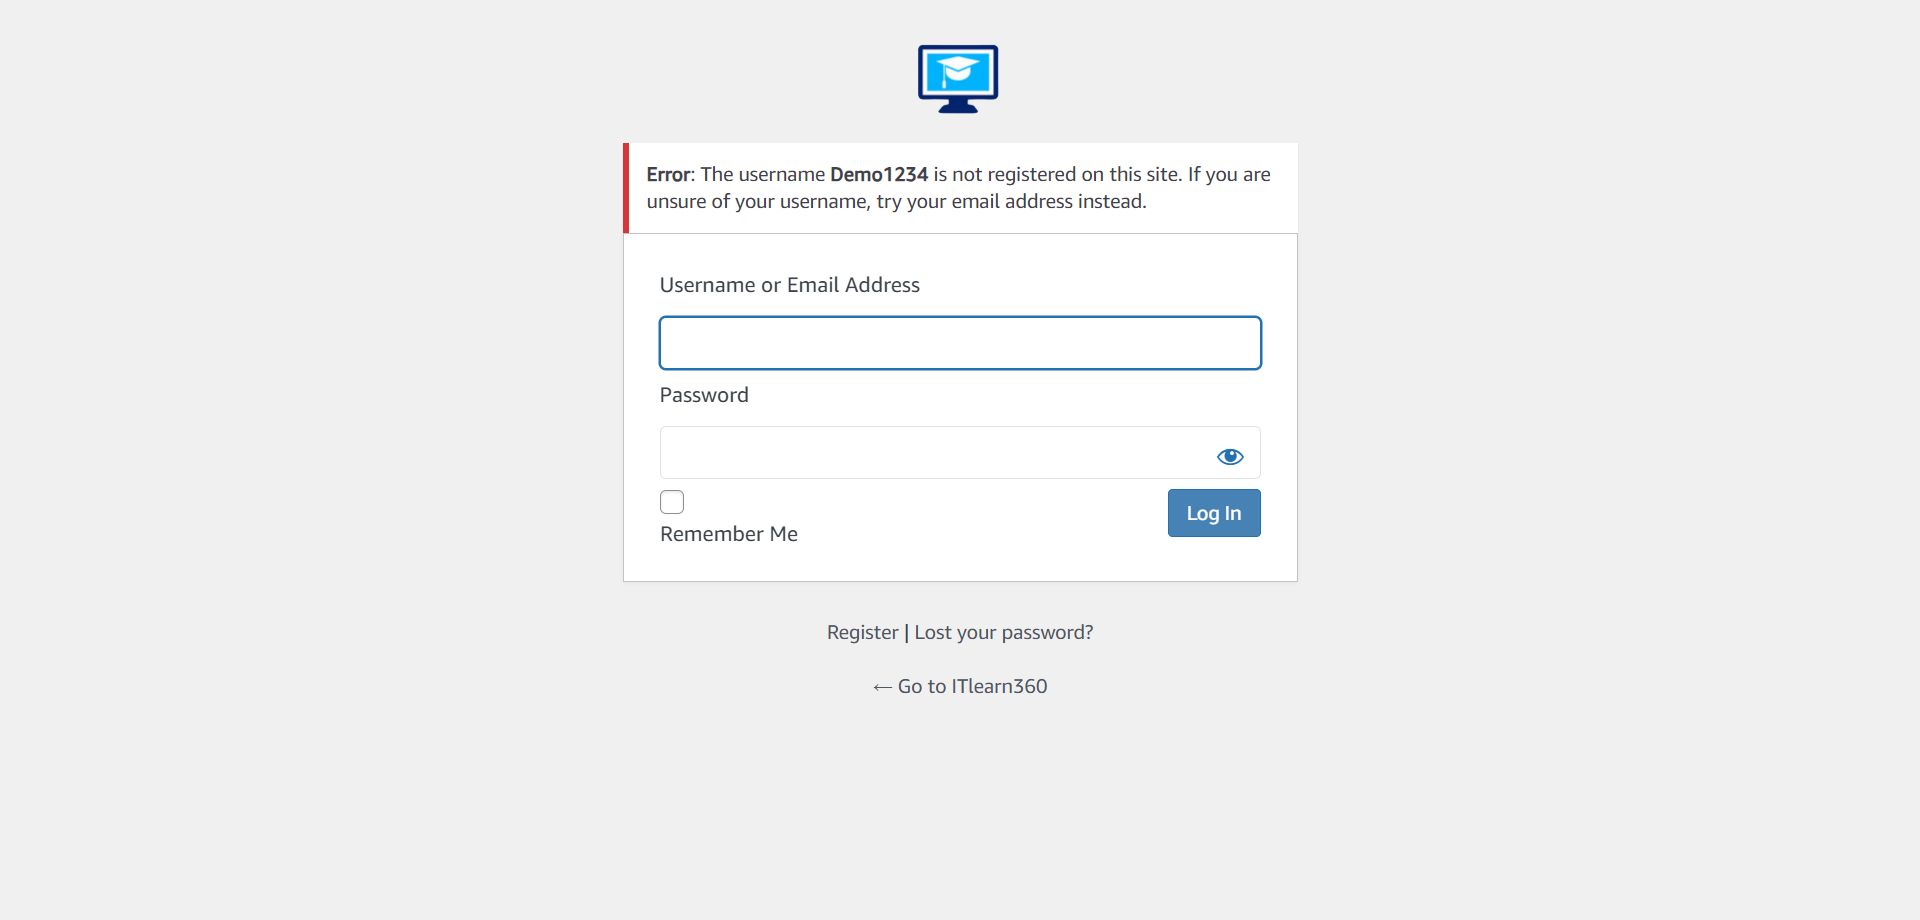 Error: The username Demo1234 is not registered on this site. If you are
unsure of your username, try your email address instead.
Username or Email Address
Password
Remember Me
Log In
Register | Lost your password?
← Go to ITlearn360